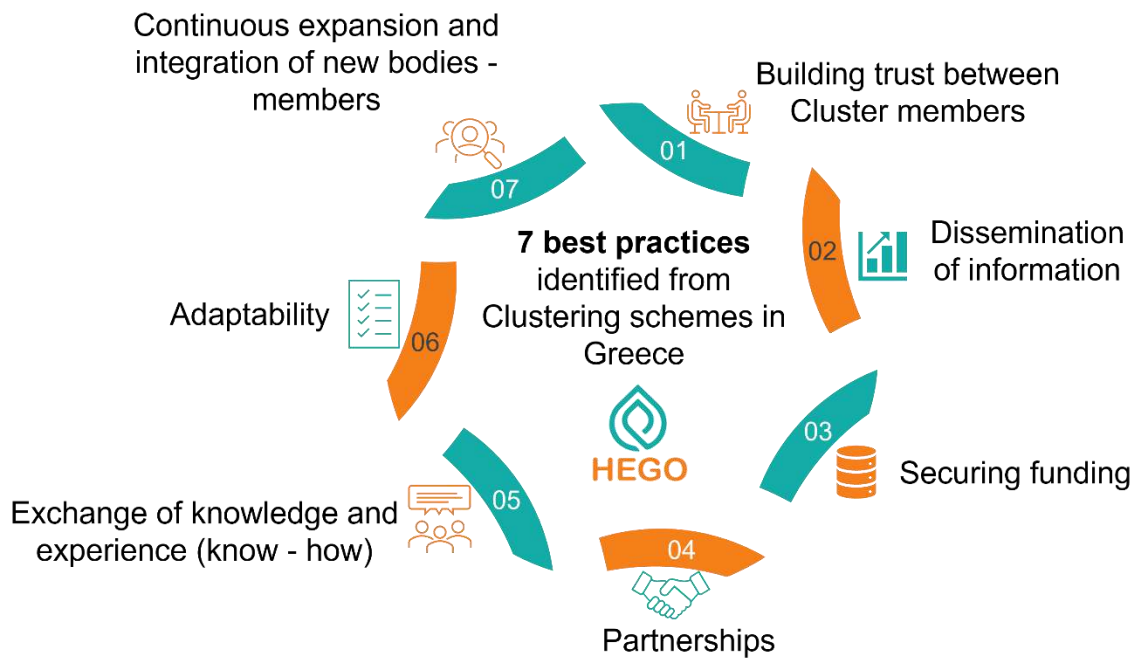 7 best practices
identified from
Clustering schemes in
Greece
HEGO
01
Building trust between
Cluster members
02
Dissemination
of information
03
Securing funding
04
Partnerships
05
Exchange of knowledge and
experience (know - how)
06
Adaptability
07
Continuous expansion and
integration of new bodies -
members